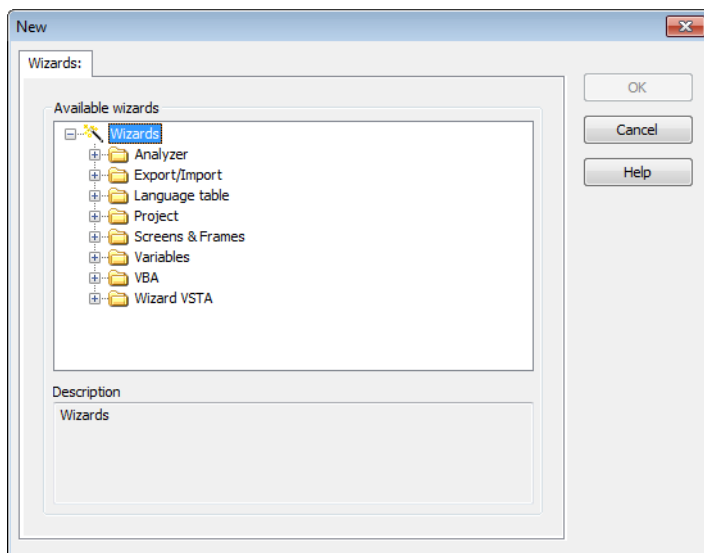 New
Wizards:
Available wizards
Wizards
Analyzer
Export/Import
Language table
Project
Screens & Frames
Variables
VBA
Wizard VSTA
Description
Wizards
OK
Cancel
Help